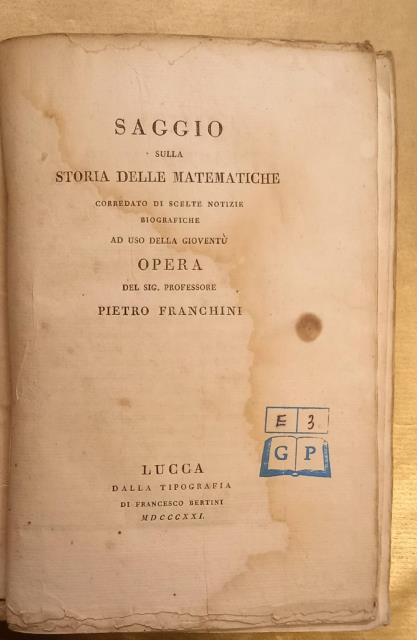 SAGGIO
SULLA
STORIA DELLE MATEMATICHE
CORREDATO DI SCELTE NOTIZIE
BIOGRAFICHE
AD USO DELLA GIOVENTÙ
OPERA
DEL SIG. PROFESSORE
PIETRO FRANCHINI
E 3
G P
LUCCA
DALLA TIPOGRAFIA
DI FRANCESCO BERTINI
MDCCCXXI.